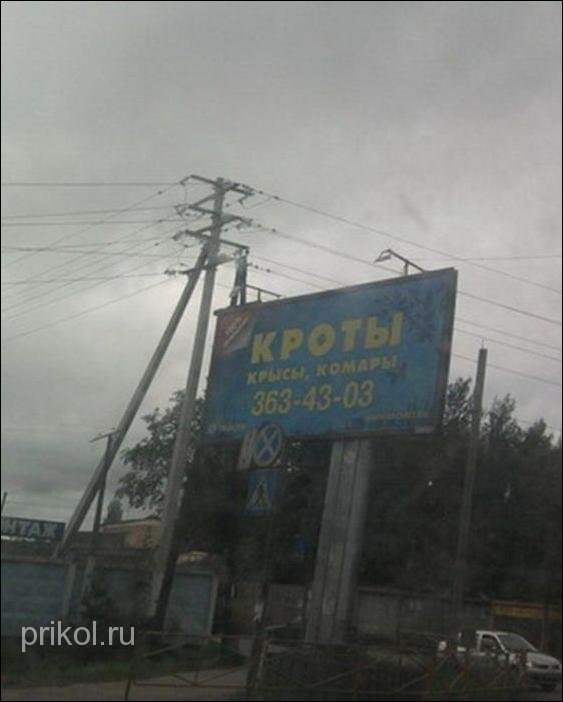 КРОТЫ
КРЫСЫ, КОМАРЫ
363-43-03
НТАЖ
prikol.ru